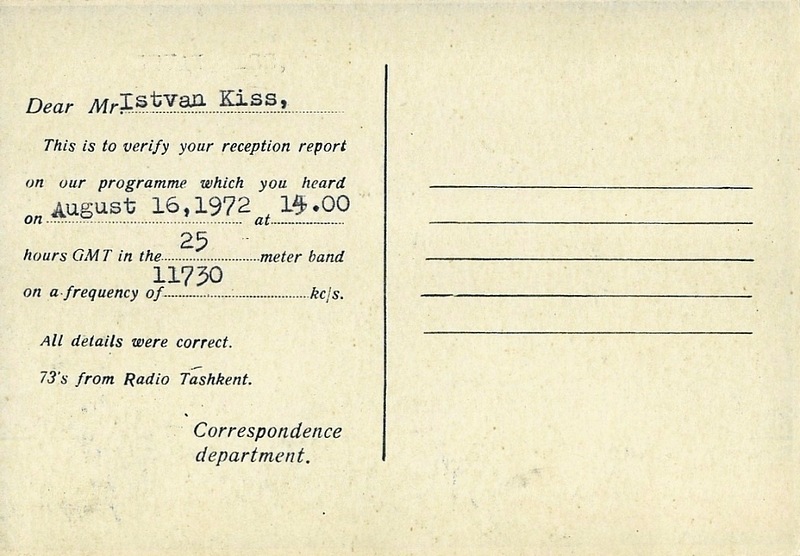 Dear Mr. Istvan Kiss,
This is to verify your reception report
on our programme which you heard
on August 16,1972 at 14.00
hours GMT in the 25 meter band
on a frequency of 11730 kc/s.
All details were correct.
73's from Radio Tashkent.
Correspondence
department.